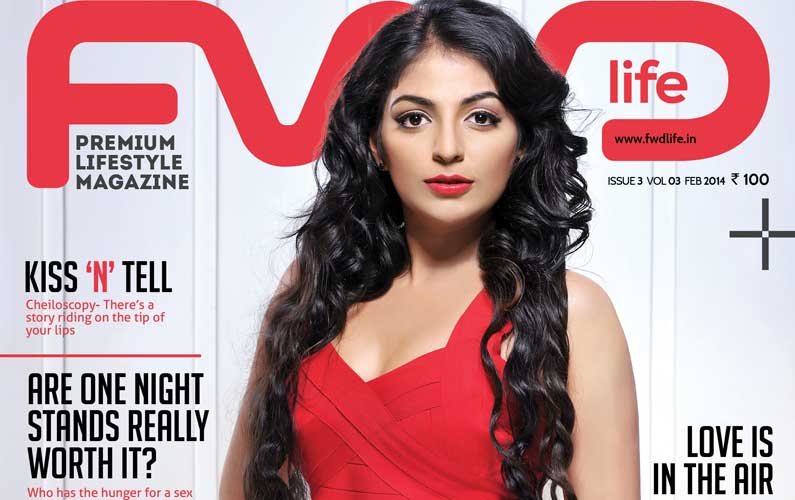 FWD
life
www.fwdlife.in
PREMIUM
LIFESTYLE
MAGAZINE
ISSUE 3 VOL 03 FEB 2014 ₹ 100
KISS 'N' TELL
Cheiloscopy- There's a
story riding on the tip of
your lips
ARE ONE NIGHT
STANDS REALLY
WORTH IT?
Who has the hunger for a sex
LOVE IS
IN THE AIR